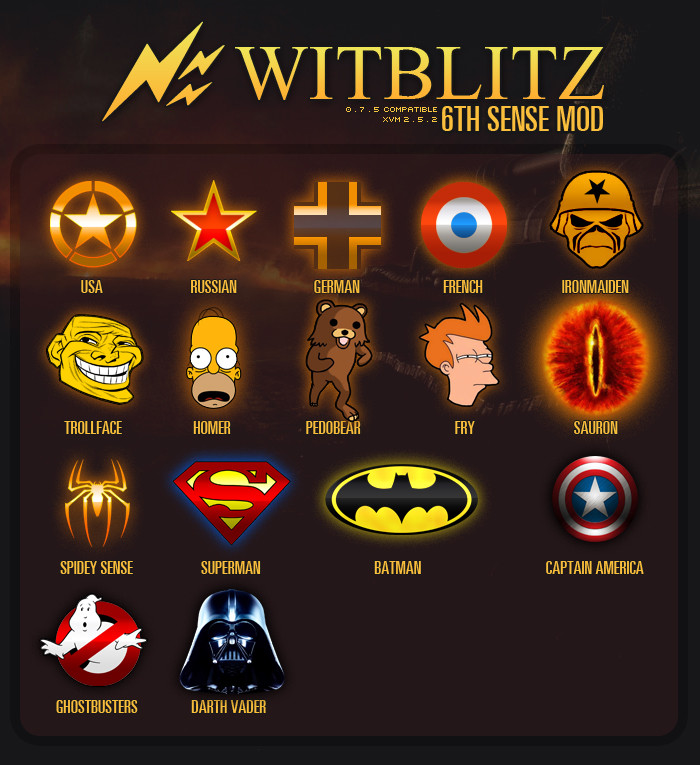 WITBLITZ
0.7.5 COMPATIBLE
XVM 2.5.2
6TH SENSE MOD
USA
RUSSIAN
GERMAN
FRENCH
IRONMAIDEN
TROLLFACE
HOMER
PEDOBEAR
FRY
SAURON
SPIDEY SENSE
SUPERMAN
BATMAN
CAPTAIN AMERICA
GHOSTBUSTERS
DARTH VADER